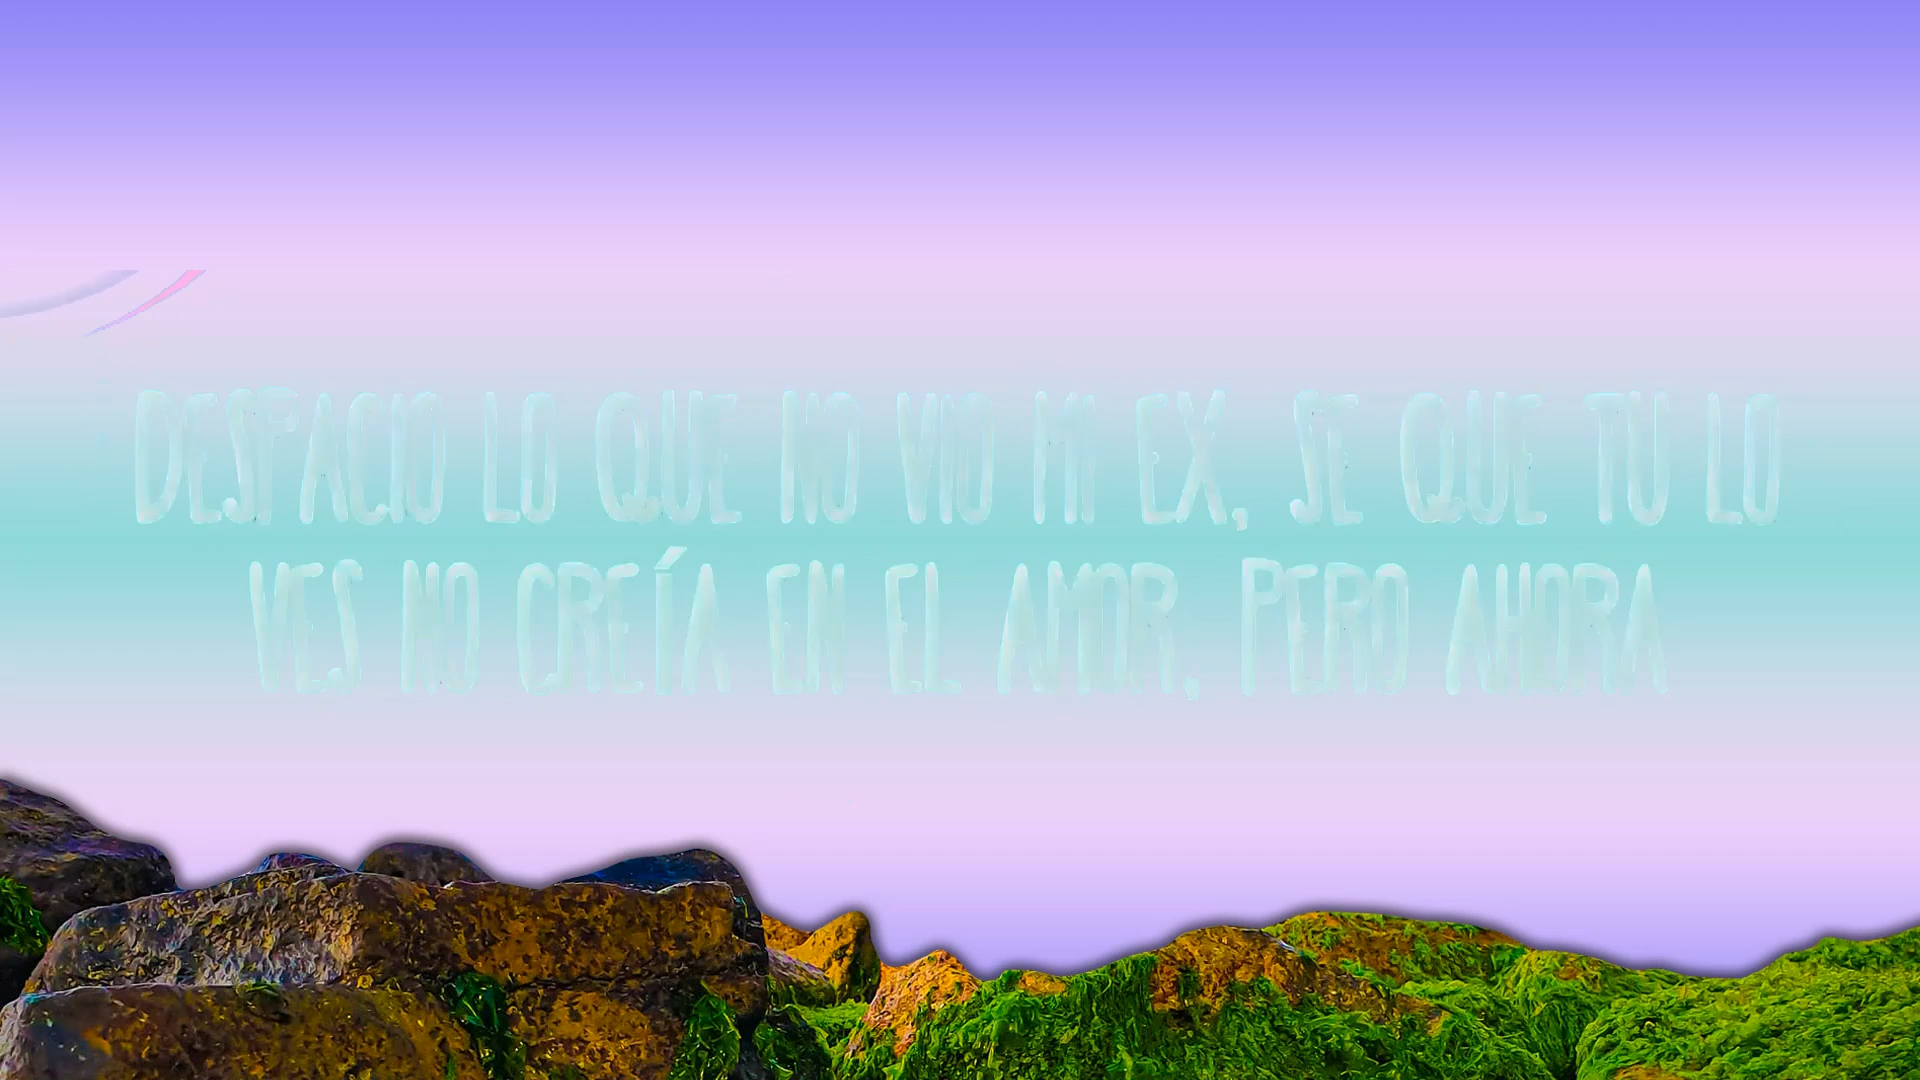 DESPACIO LO QUE NO VIO MI EX, SE QUE TU LO
VES NO CREÍA EN EL AMOR, PERO AHORA